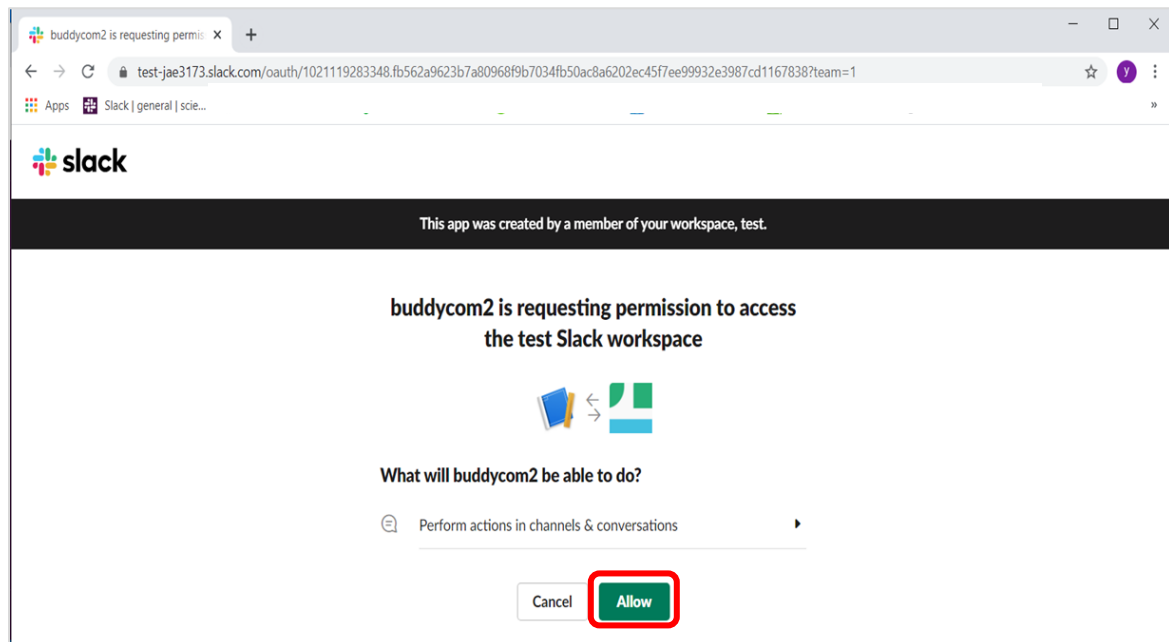 buddycom2 is requesting permis
test-jae3173.slack.com/oauth/1021119283348.fb562a9623b7a80968f9b7034fb50ac8a6202ec45f7ee99932e3987cd1167838?team=1
y
Apps Slack | general | scie...
slack
This app was created by a member of your workspace, test.
buddycom2 is requesting permission to access
the test Slack workspace
What will buddycom2 be able to do?
Perform actions in channels & conversations
Cancel Allow